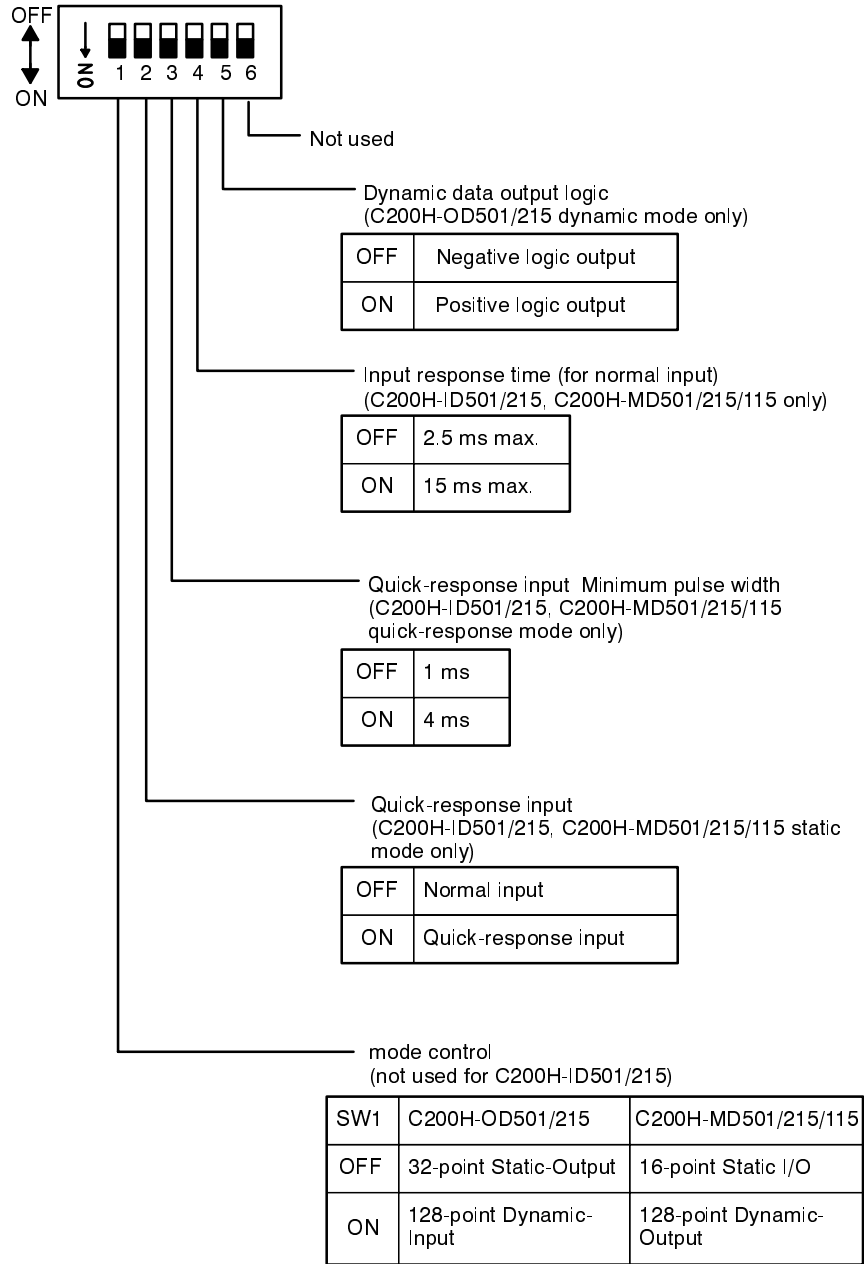 OFF
ON
ON
1 2 3 4 5 6
Not used
Dynamic data output logic
(C200H-OD501/215 dynamic mode only)
OFF Negative logic output
ON Positive logic output
Input response time (for normal input)
(C200H-ID501/215, C200H-MD501/215/115 only)
OFF 2.5 ms max.
ON 15 ms max.
Quick-response input Minimum pulse width
(C200H-ID501/215, C200H-MD501/215/115
quick-response mode only)
OFF 1 ms
ON 4 ms
Quick-response input
(C200H-ID501/215, C200H-MD501/215/115 static
mode only)
OFF Normal input
ON Quick-response input
mode control
(not used for C200H-ID501/215)
SW1 C200H-OD501/215 C200H-MD501/215/115
OFF 32-point Static-Output 16-point Static I/O
ON 128-point Dynamic-
Input 128-point Dynamic-
Output